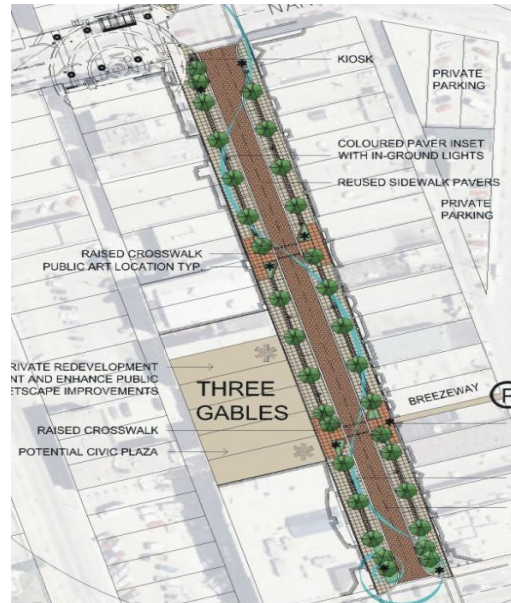 NAN
KIOSK
PRIVATE
PARKING
COLOURED PAVER INSET
WITH IN-GROUND LIGHTS
REUSED SIDEWALK PAVERS
PRIVATE
PARKING
RAISED CROSSWALK
PUBLIC ART LOCATION TYP..
RIVATE REDEVELOPMENT
NT AND ENHANCE PUBLIC
ETSCAPE IMPROVEMENTS
THREE
GABLES
BREEZEWAY
P
RAISED CROSSWALK
POTENTIAL CIVIC PLAZA